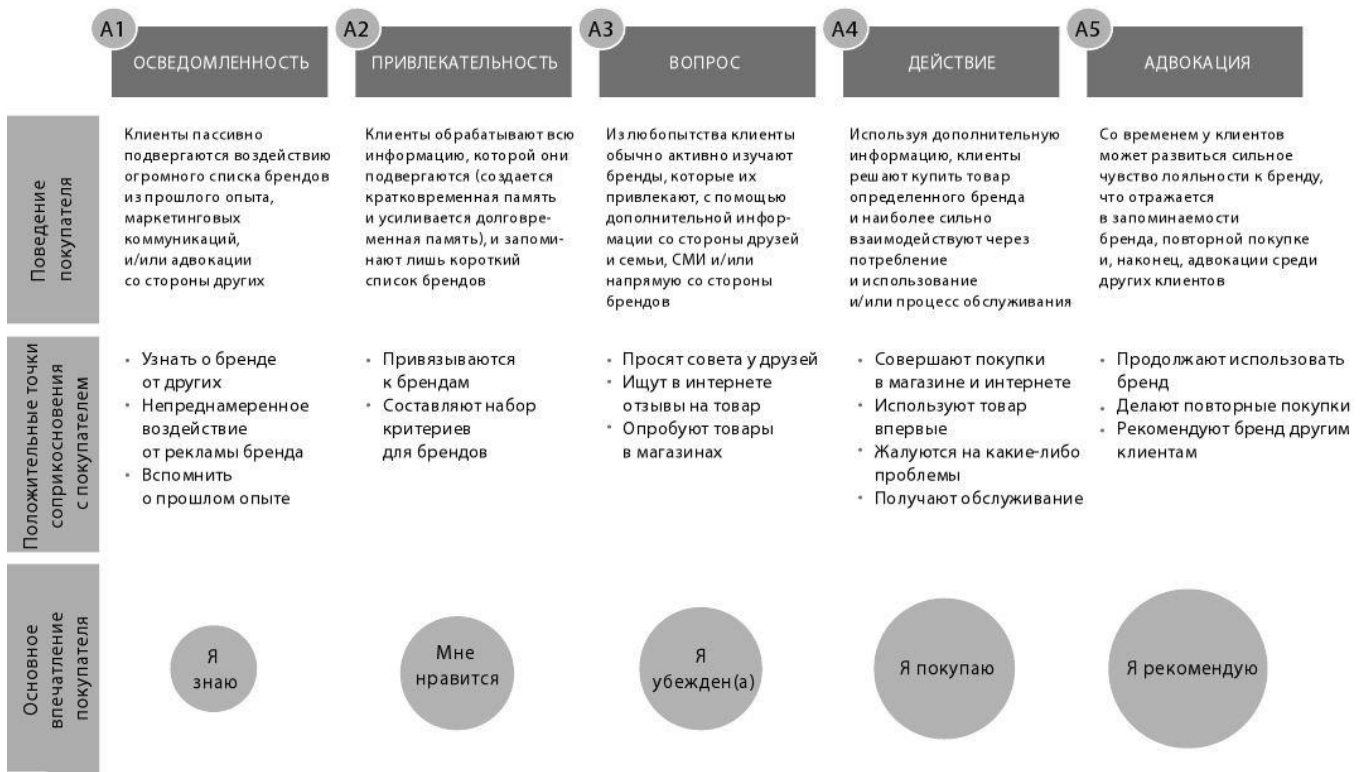 A1
ОСВЕДОМЛЕННОСТЬ
A2
ПРИВЛЕКАТЕЛЬНОСТЬ
A3
ВОПРОС
A4
ДЕЙСТВИЕ
A5
АДВОКАЦИЯ
Поведение
покупателя
Клиенты пассивно
подвергаются воздействию
огромного списка брендов
из прошлого опыта,
маркетинговых
коммуникаций,
и/или адвокации
со стороны других
Клиенты обрабатывают всю
информацию, которой они
подвергаются (создается
кратковременная память
и усиливается долговре-
менная память), и запоми-
нают лишь короткий
список брендов
Из любопытства клиенты
обычно активно изучают
бренды, которые их
привлекают, с помощью
дополнительной инфор-
мации со стороны друзей
и семьи, СМИ и/или
напрямую со стороны
брендов
Используя дополнительную
информацию, клиенты
решают купить товар
определенного бренда
и наиболее сильно
взаимодействуют через
потребление
и использование
и/или процесс обслуживания
Со временем у клиентов
может развиться сильное
чувство лояльности к бренду,
что отражается
в запоминаемости
бренда, повторной покупке
и, наконец, адвокации среди
других клиентов
Положительные точки
соприкосновения
с покупателем
• Узнать о бренде
от других
• Непреднамеренное
воздействие
от рекламы бренда
• Вспомнить
о прошлом опыте
• Привязываются
к брендам
• Составляют набор
критериев
для брендов
• Просят совета у друзей
• Ищут в интернете
отзывы на товар
• Опробуют товары
в магазинах
• Совершают покупки
в магазине и интернете
• Используют товар
впервые
• Жалуются на какие-либо
проблемы
• Получают обслуживание
• Продолжают использовать
бренд
• Делают повторные покупки
• Рекомендуют бренд другим
клиентам
Основное
впечатление
покупателя
Я
знаю
Мне
нравится
Я
убежден(а)
Я покупаю
Я рекомендую